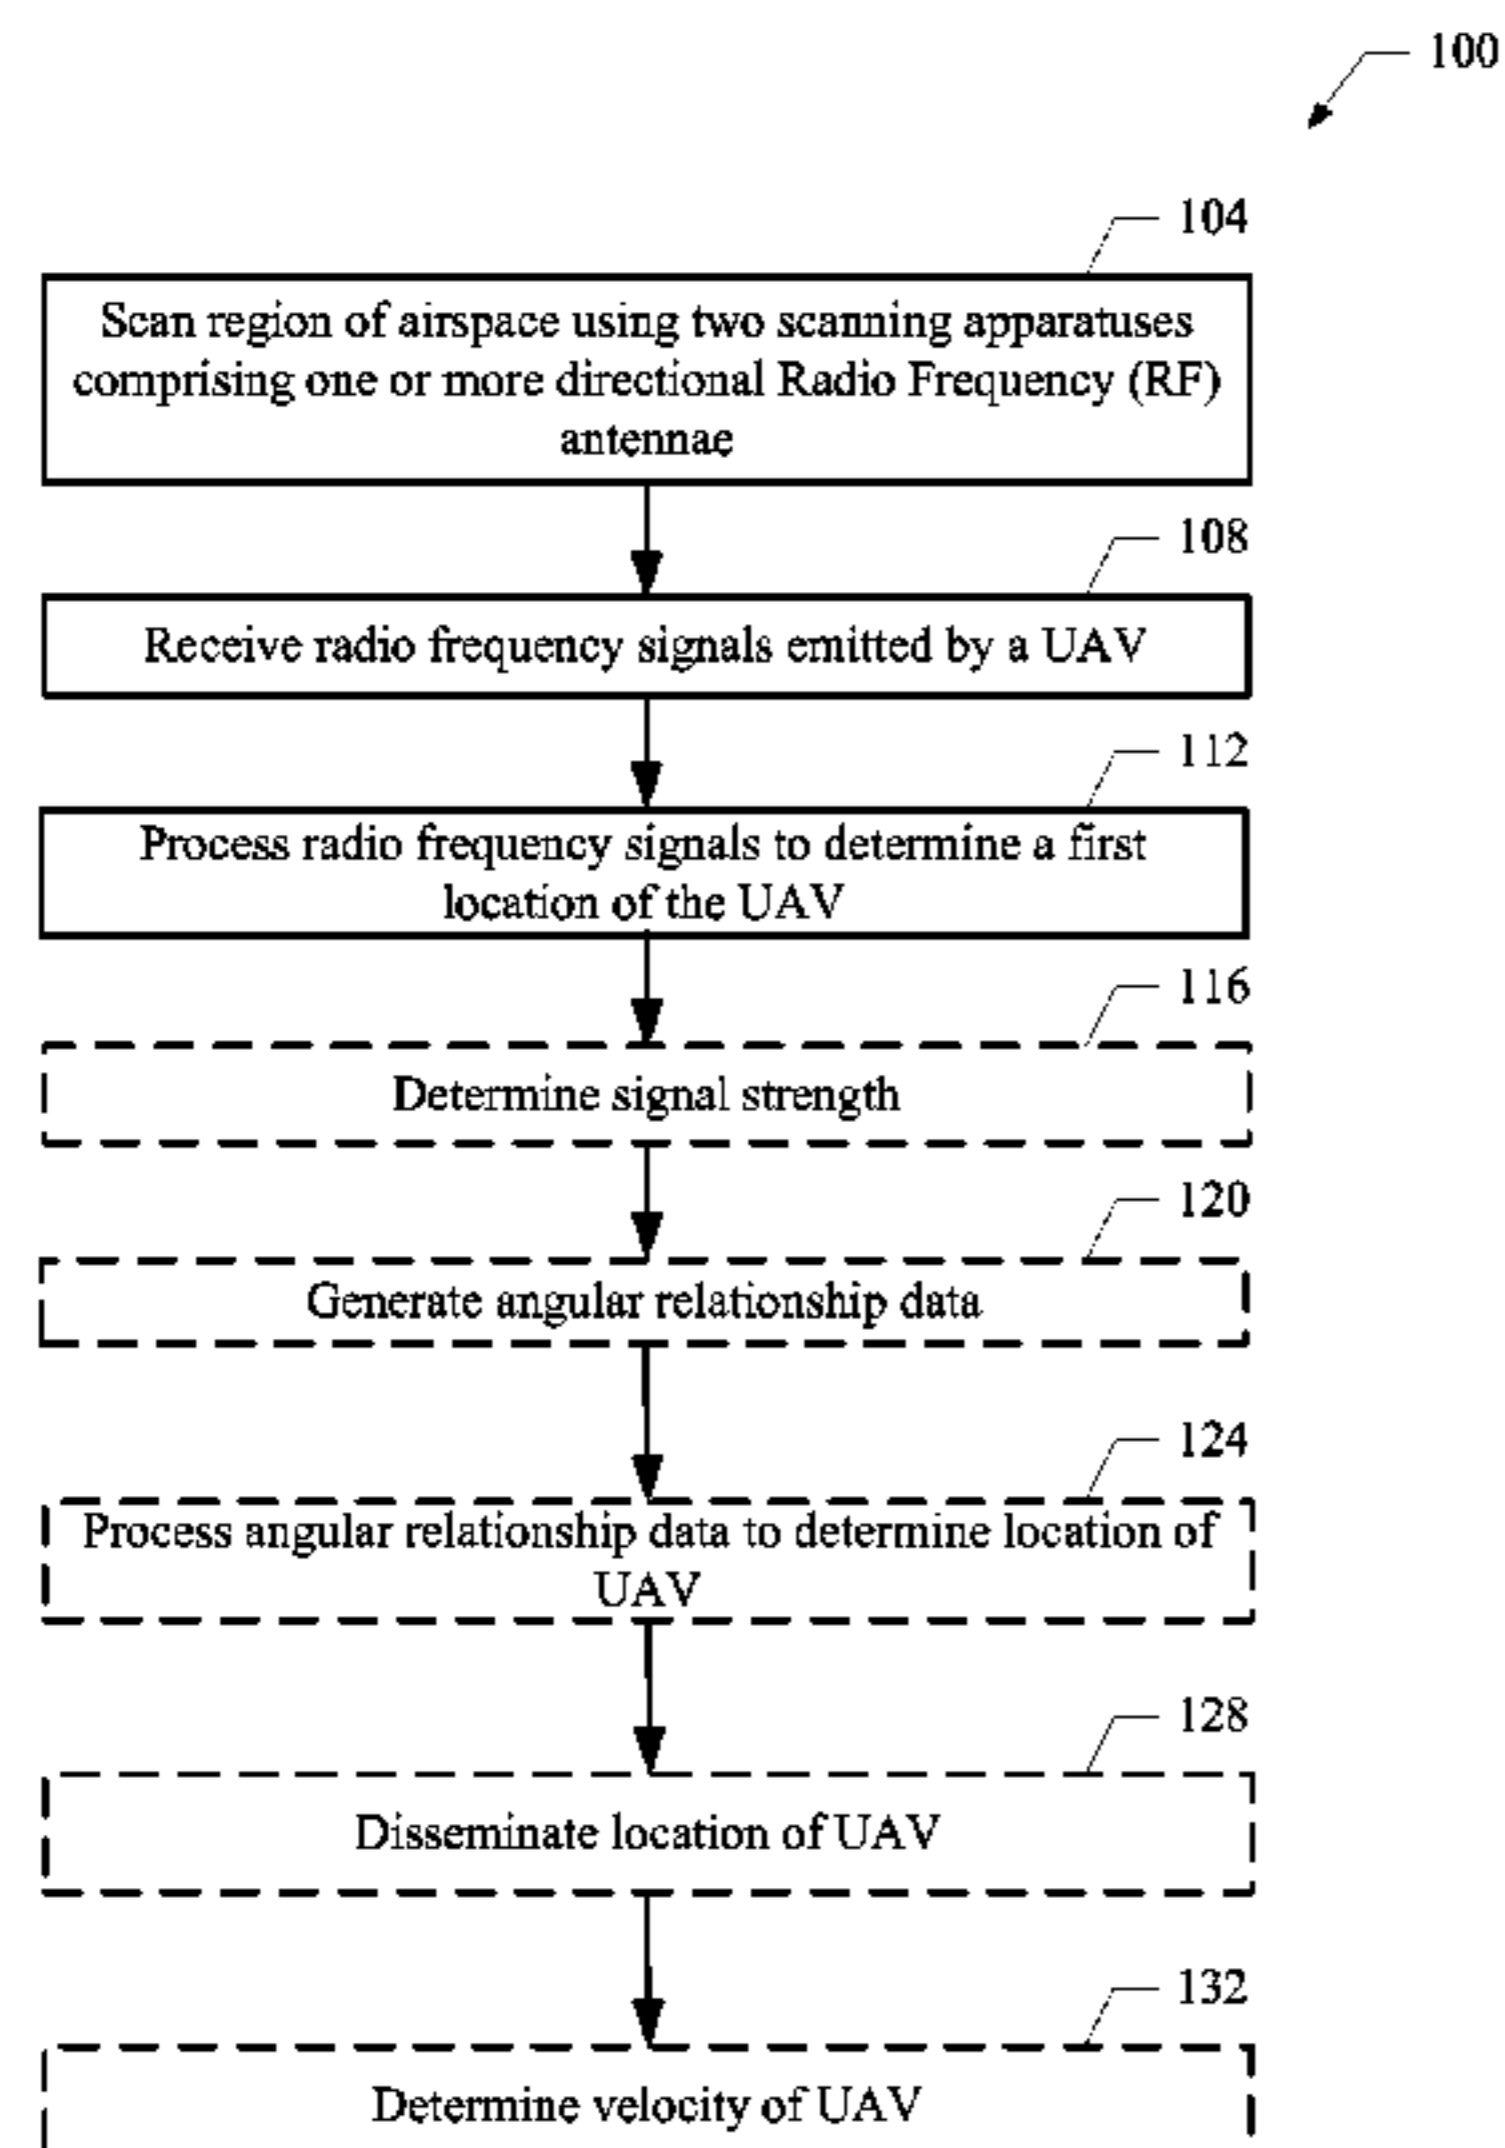 100
104
Scan region of airspace using two scanning apparatuses
comprising one or more directional Radio Frequency (RF)
antennae
108
Receive radio frequency signals emitted by a UAV
112
Process radio frequency signals to determine a first
location of the UAV
116
Determine signal strength
120
Generate angular relationship data
124
Process angular relationship data to determine location of
UAV
128
Disseminate location of UAV
132
Determine velocity of UAV